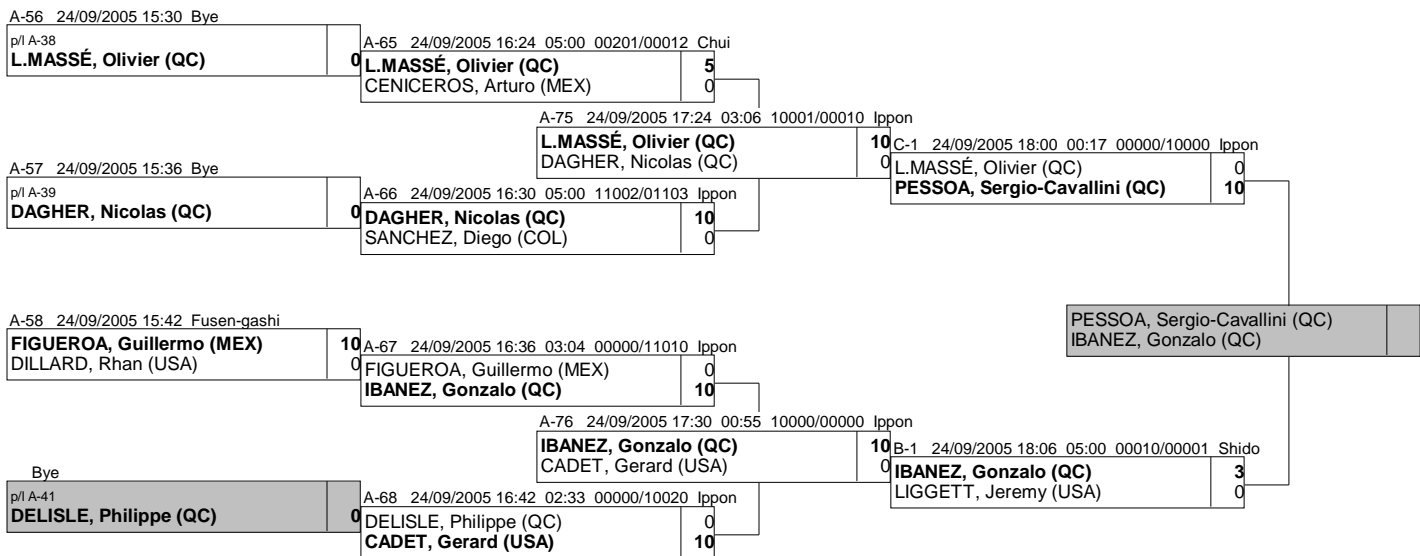 A-56 24/09/2005 15:30 Bye
p/l A-38
L.MASSÉ, Olivier (QC) 0
A-65 24/09/2005 16:24 05:00 00201/00012 Chui
L.MASSÉ, Olivier (QC) 5
CENICEROS, Arturo (MEX) 0
A-75 24/09/2005 17:24 03:06 10001/00010 Ippon
L.MASSÉ, Olivier (QC) 10
DAGHER, Nicolas (QC) 0
C-1 24/09/2005 18:00 00:17 00000/10000 Ippon
L.MASSÉ, Olivier (QC) 0
PESSOA, Sergio-Cavallini (QC) 10
A-57 24/09/2005 15:36 Bye
p/l A-39
DAGHER, Nicolas (QC) 0
A-66 24/09/2005 16:30 05:00 11002/01103 Ippon
DAGHER, Nicolas (QC) 10
SANCHEZ, Diego (COL) 0
PESSOA, Sergio-Cavallini (QC)
IBANEZ, Gonzalo (QC)
A-58 24/09/2005 15:42 Fusen-gashi
FIGUEROA, Guillermo (MEX) 10
DILLARD, Rhan (USA) 0
A-67 24/09/2005 16:36 03:04 00000/11010 Ippon
FIGUEROA, Guillermo (MEX) 0
IBANEZ, Gonzalo (QC) 10
A-76 24/09/2005 17:30 00:55 10000/00000 Ippon
IBANEZ, Gonzalo (QC) 10
CADET, Gerard (USA) 0
B-1 24/09/2005 18:06 05:00 00010/00001 Shido
IBANEZ, Gonzalo (QC) 3
LIGGETT, Jeremy (USA) 0
Bye
p/l A-41
DELISLE, Philippe (QC) 0
A-68 24/09/2005 16:42 02:33 00000/10020 Ippon
DELISLE, Philippe (QC) 0
CADET, Gerard (USA) 10